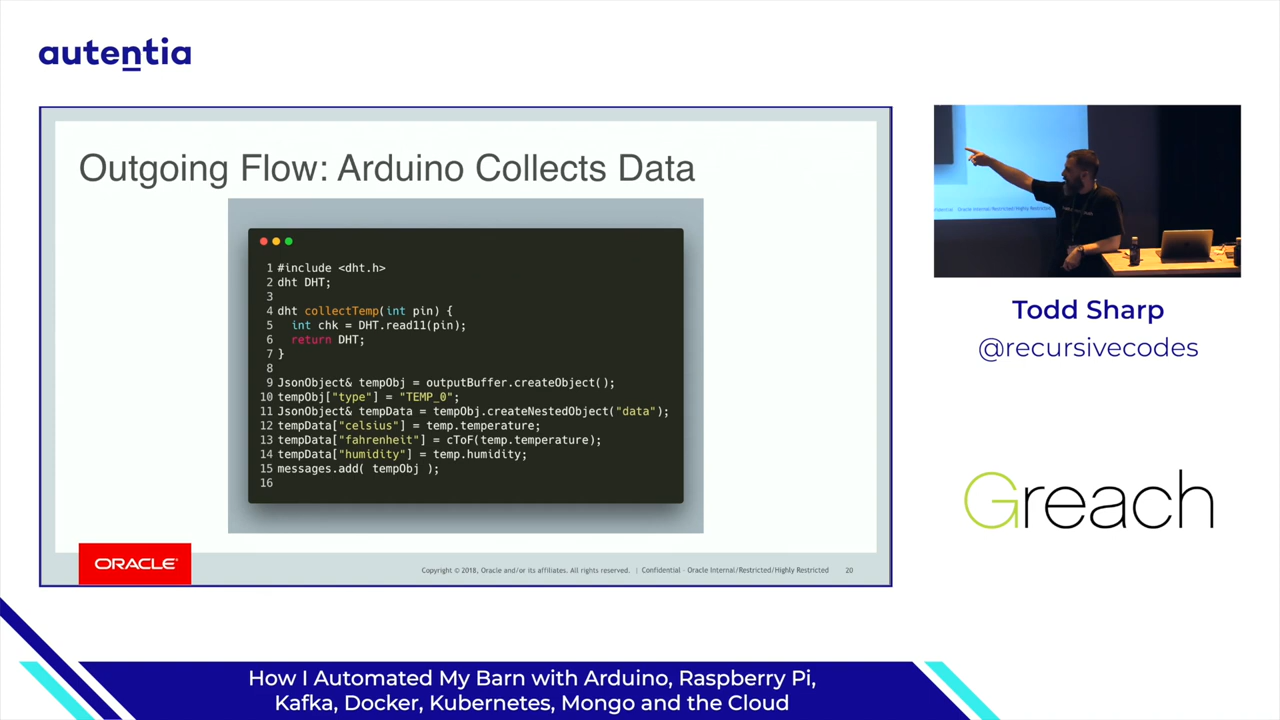 autentia
Outgoing Flow: Arduino Collects Data
1 #include <dht.h>
2 dht DHT;
3
4 dht collectTemp(int pin) {
5 int chk = DHT.read11(pin);
6 return DHT;
7 }
8
9 JsonObject& tempObj = outputBuffer.createObject();
10 tempObj["type"] = "TEMP_0";
11 JsonObject& tempData = tempObj.createNestedObject("data");
12 tempData["celsius"] = temp.temperature;
13 tempData["fahrenheit"] = cToF(temp.temperature);
14 tempData["humidity"] = temp.humidity;
15 messages.add( tempObj );
16
ORACLE®
Copyright © 2018, Oracle and/or its affiliates. All rights reserved. | Confidential – Oracle Internal/Restricted/Highly Restricted 20
Oracle Internal/Restricted/Highly Restricted
Todd Sharp
@recursivecodes
Greach
How I Automated My Barn with Arduino, Raspberry Pi,
Kafka, Docker, Kubernetes, Mongo and the Cloud